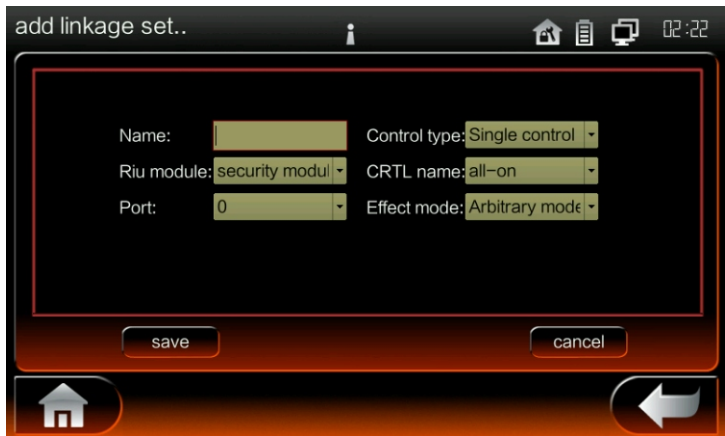 add linkage set..
02:22
Name:
Control type: Single control
Riu module: security modul
CRTL name: all-on
Port: 0
Effect mode: Arbitrary mode
save
cancel